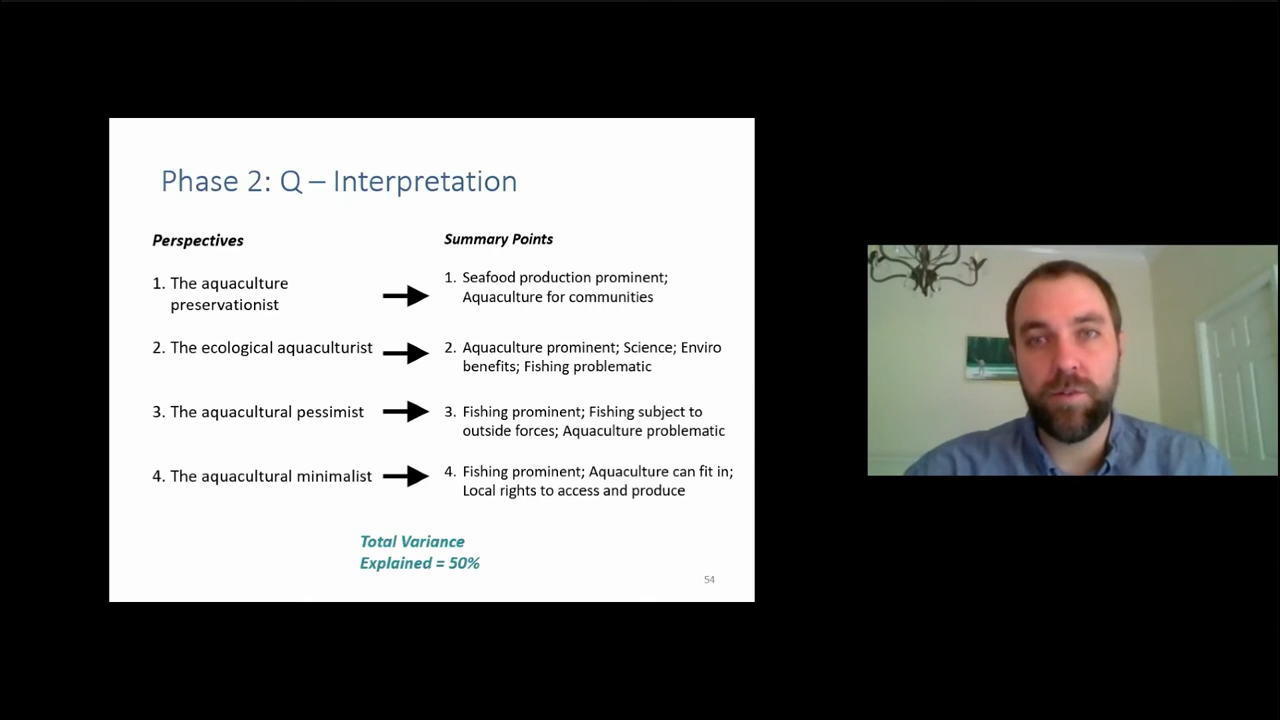 Phase 2: Q – Interpretation
Perspectives
1. The aquaculture
preservationist
2. The ecological aquaculturist
3. The aquacultural pessimist
4. The aquacultural minimalist
Summary Points
1. Seafood production prominent;
Aquaculture for communities
2. Aquaculture prominent; Science; Enviro
benefits; Fishing problematic
3. Fishing prominent; Fishing subject to
outside forces; Aquaculture problematic
4. Fishing prominent; Aquaculture can fit in;
Local rights to access and produce
Total Variance
Explained = 50%
54